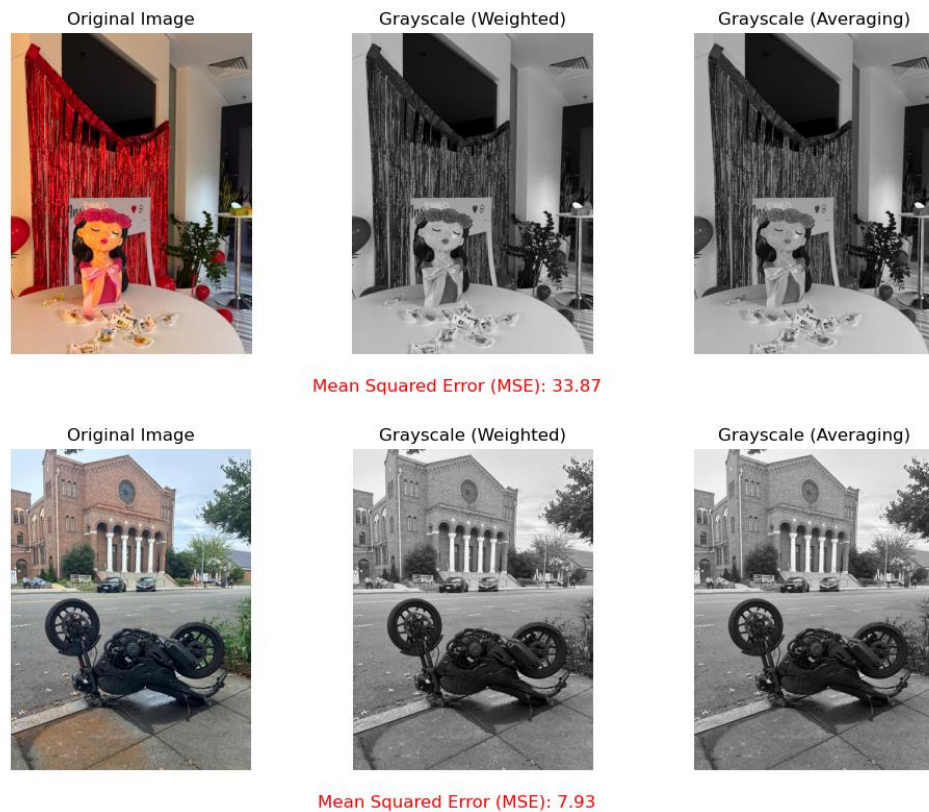 Original Image
Grayscale (Weighted)
Grayscale (Averaging)
Mean Squared Error (MSE): 33.87
Original Image
Grayscale (Weighted)
Grayscale (Averaging)
Mean Squared Error (MSE): 7.93